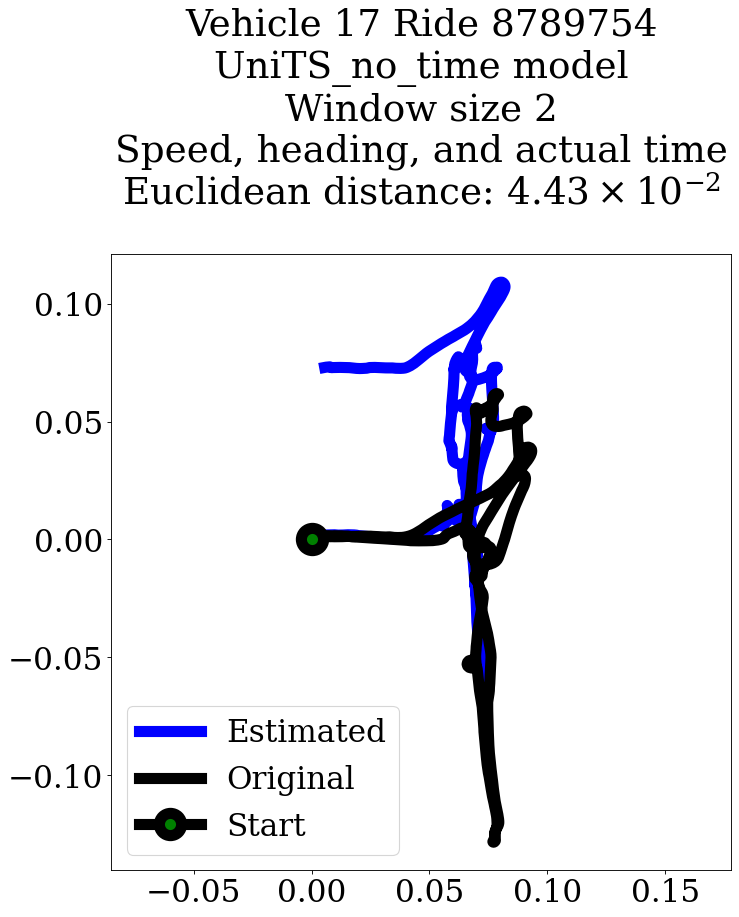 Vehicle 17 Ride 8789754
UniTS_no_time model
Window size 2
Speed, heading, and actual time
Euclidean distance: 4.43 × 10⁻²
0.10
0.05
0.00
−0.05
−0.10
Estimated
Original
Start
−0.05 0.00 0.05 0.10 0.15